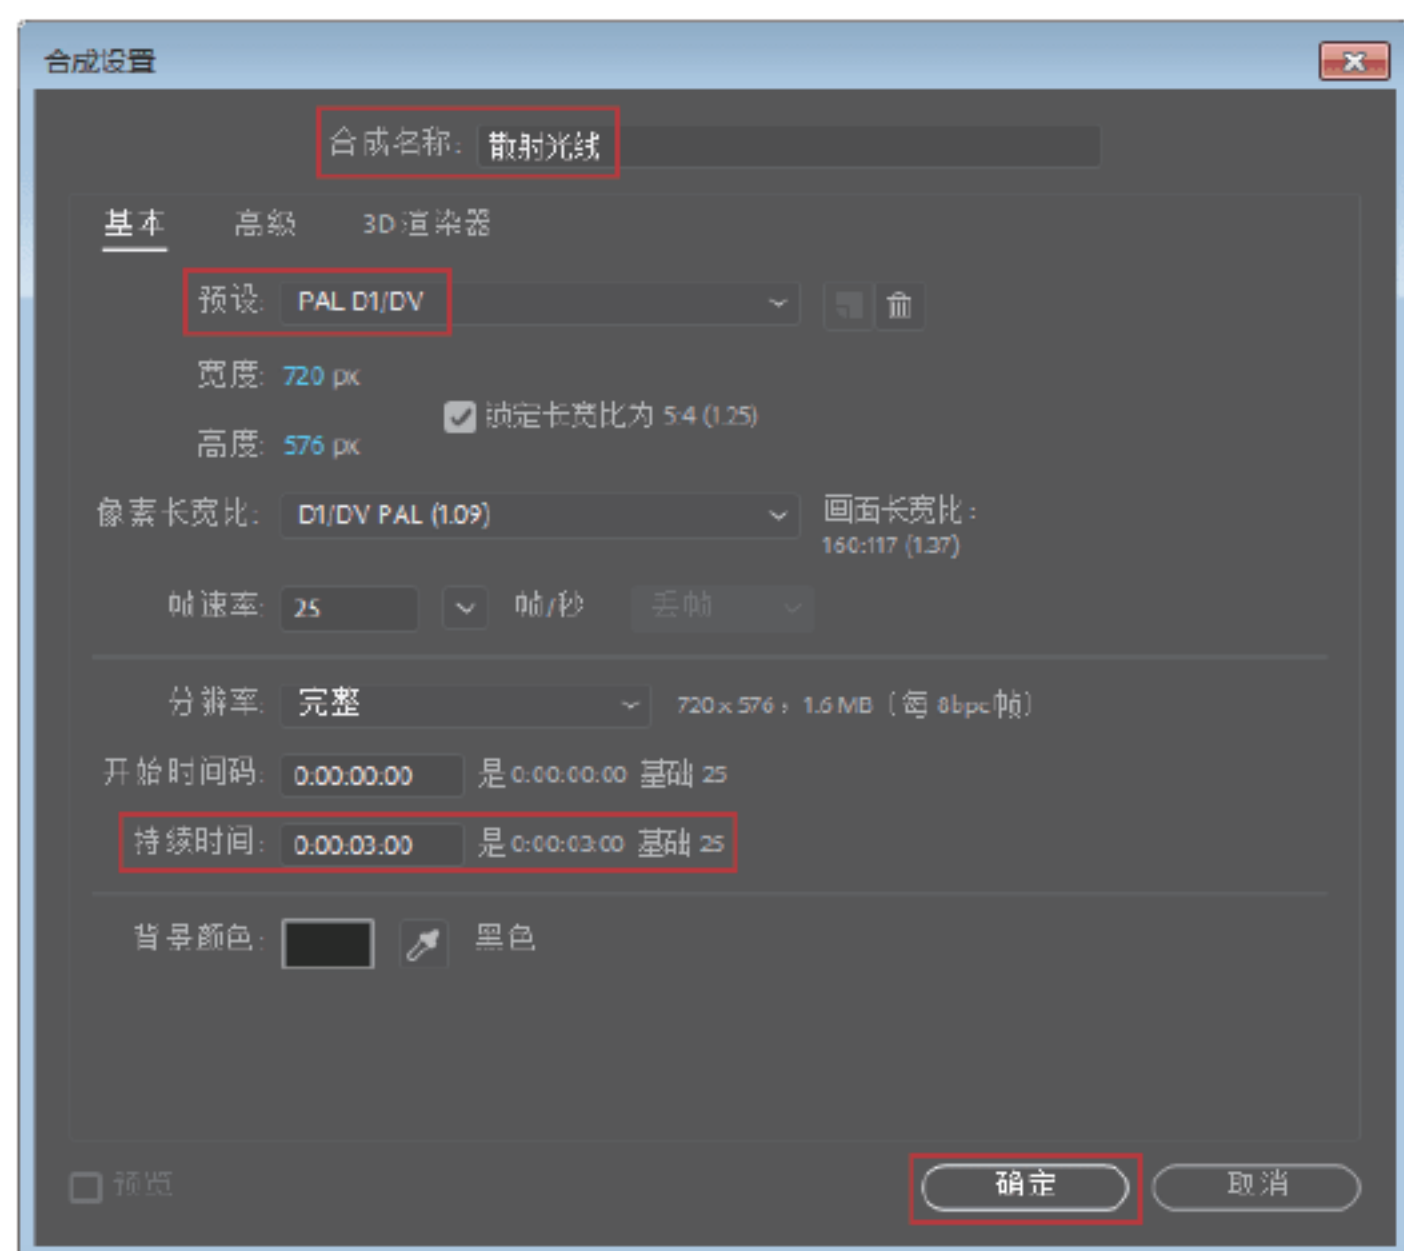 合成设置
合成名称: 散射光线
基本 高级 3D 渲染器
预设: PAL D1/DV
宽度: 720 px
锁定长宽比为 5:4 (1.25)
高度: 576 px
像素长宽比: D1/DV PAL (1.09) 画面长宽比:
160:117 (1.37)
帧速率: 25 帧/秒 丢帧
分辨率: 完整 720 x 576, 1.6 MB (每 8bpc 帧)
开始时间码: 0:00:00:00 是 0:00:00:00 基础 25
持续时间: 0:00:03:00 是 0:00:03:00 基础 25
背景颜色: 黑色
预览 确定 取消